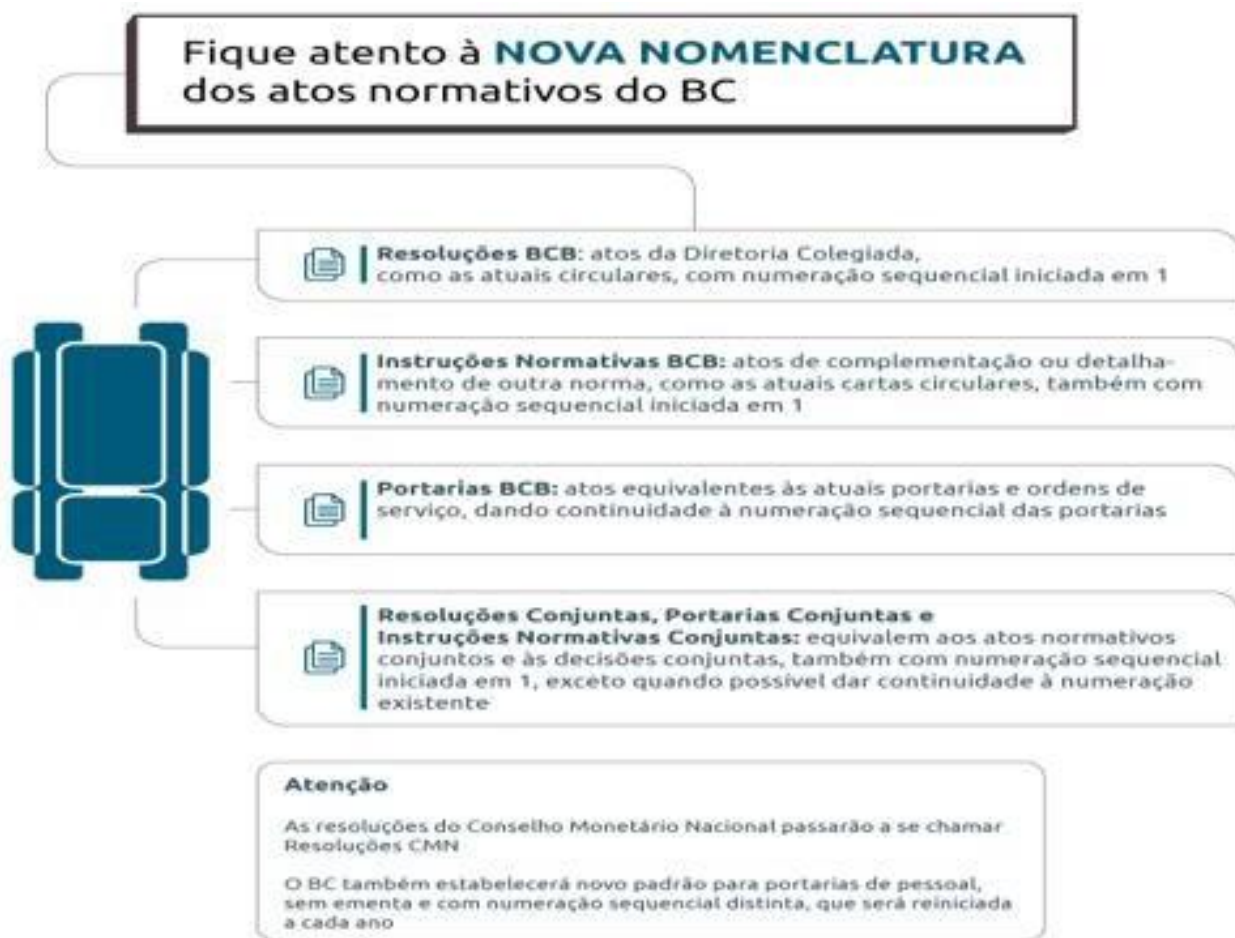 Fique atento à NOVA NOMENCLATURA
dos atos normativos do BC
Resoluções BCB: atos da Diretoria Colegiada,
como as atuais circulares, com numeração sequencial iniciada em 1
Instruções Normativas BCB: atos de complementação ou detalha-
mento de outra norma, como as atuais cartas circulares, também com
numeração sequencial iniciada em 1
Portarias BCB: atos equivalentes às atuais portarias e ordens de
serviço, dando continuidade à numeração sequencial das portarias
Resoluções Conjuntas, Portarias Conjuntas e
Instruções Normativas Conjuntas: equivalem aos atos normativos
conjuntos e às decisões conjuntas, também com numeração sequencial
iniciada em 1, exceto quando possível dar continuidade à numeração
existente
Atenção
As resoluções do Conselho Monetário Nacional passarão a se chamar
Resoluções CMN
O BC também estabelecerá novo padrão para portarias de pessoal,
sem ementa e com numeração sequencial distinta, que será reiniciada
a cada ano